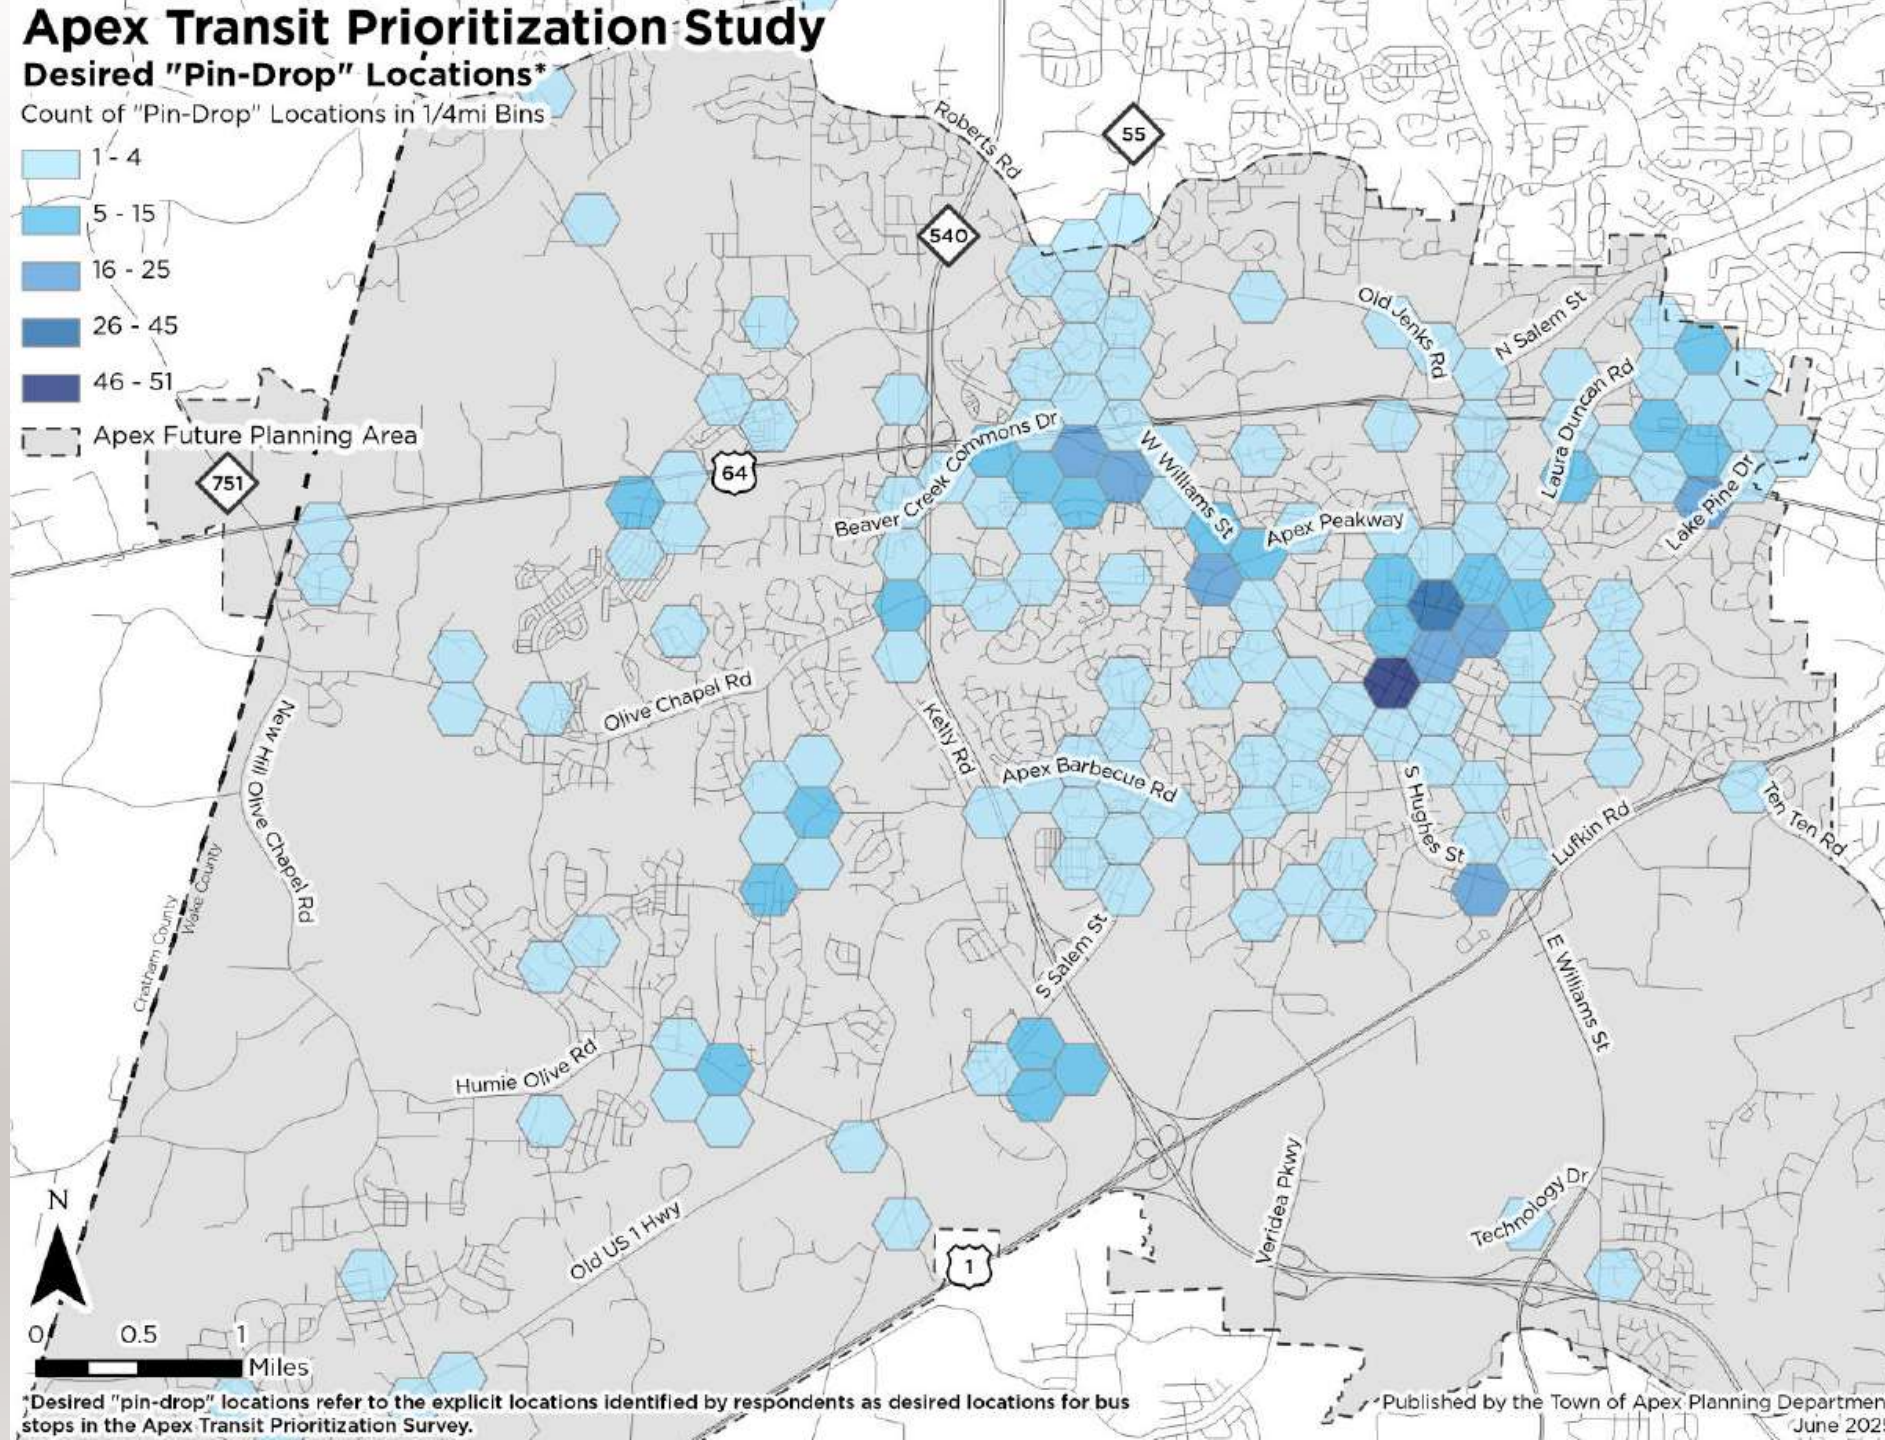 Apex Transit Prioritization Study
Desired "Pin-Drop" Locations*
Count of "Pin-Drop" Locations in 1/4mi Bins
1 - 4
5 - 15
16 - 25
26 - 45
46 - 51
Apex Future Planning Area
Roberts Rd
55
540
Old Jenks Rd
N Salem St
Laura Duncan Rd
Lake Pine Dr
751
64
Beaver Creek Commons Dr
W Williams St
Apex Peakway
New Hill Olive Chapel Rd
Olive Chapel Rd
Kelly Rd
Apex Barbecue Rd
S Hughes St
Lufkin Rd
Ten Ten Rd
Chatham County
Wake County
S Salem St
E Williams St
Humie Olive Rd
Old US 1 Hwy
1
Veridea Pkwy
Technology Dr
N
0 0.5 1
Miles
*Desired "pin-drop" locations refer to the explicit locations identified by respondents as desired locations for bus
stops in the Apex Transit Prioritization Survey.
Published by the Town of Apex Planning Departmen
June 202